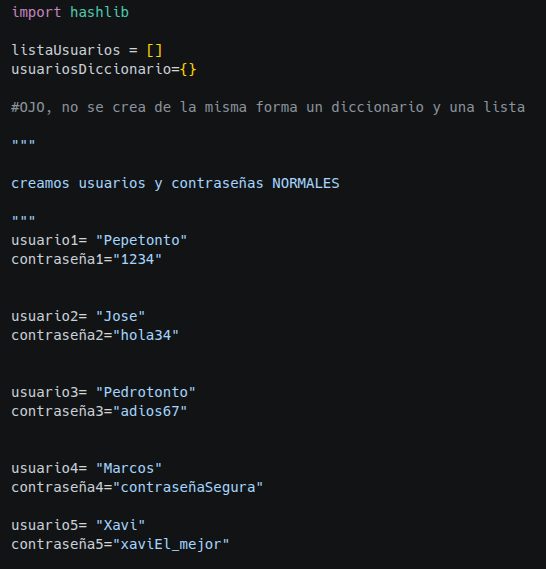 import hashlib
listaUsuarios = []
usuariosDiccionario={}
#OJO, no se crea de la misma forma un diccionario y una lista
"""
creamos usuarios y contraseñas NORMALES
"""
usuario1= "Pepetonto"
contraseña1="1234"
usuario2= "Jose"
contraseña2="hola34"
usuario3= "Pedrotonto"
contraseña3="adios67"
usuario4= "Marcos"
contraseña4="contraseñaSegura"
usuario5= "Xavi"
contraseña5="xaviEl_mejor"